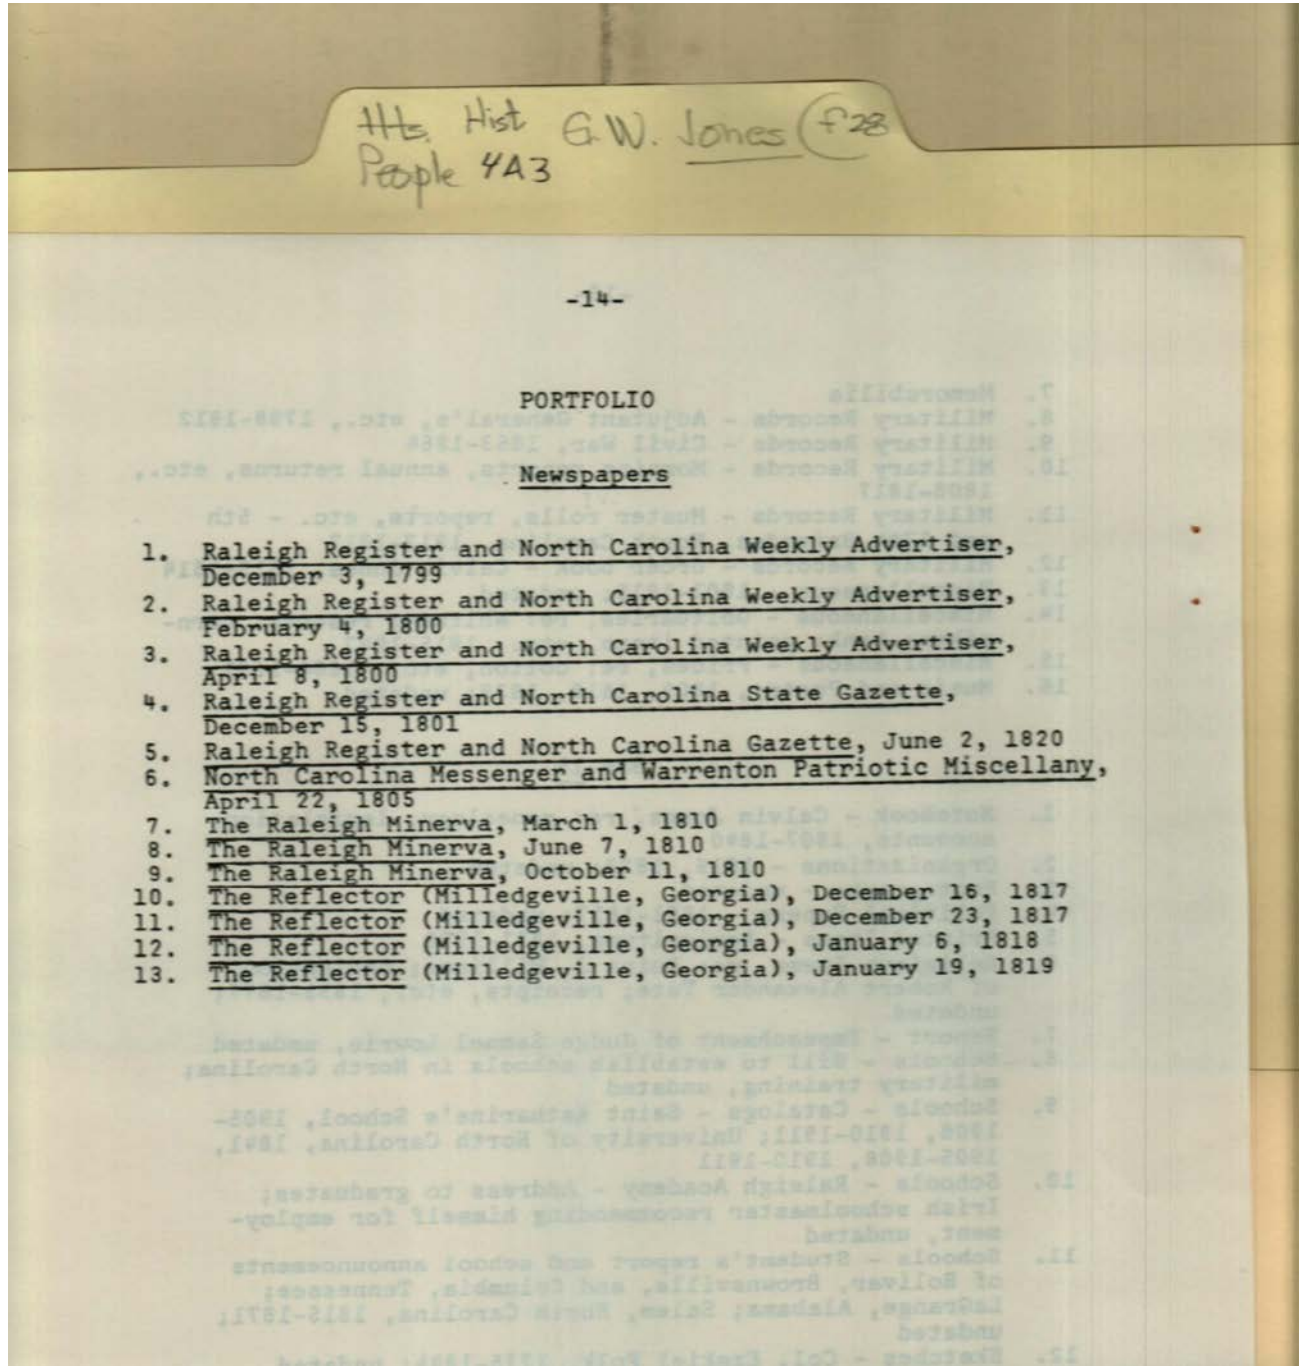 Hist G.W. Jones (f28
People 4A3
-14-
PORTFOLIO
Newspapers
1. Raleigh Register and North Carolina Weekly Advertiser,
December 3, 1799
2. Raleigh Register and North Carolina Weekly Advertiser,
February 4, 1800
3. Raleigh Register and North Carolina Weekly Advertiser,
April 8, 1800
4. Raleigh Register and North Carolina State Gazette,
December 15, 1801
5. Raleigh Register and North Carolina Gazette, June 2, 1820
6. North Carolina Messenger and Warrenton Patriotic Miscellany,
April 22, 1805
7. The Raleigh Minerva, March 1, 1810
8. The Raleigh Minerva, June 7, 1810
9. The Raleigh Minerva, October 11, 1810
10. The Reflector (Milledgeville, Georgia), December 16, 1817
11. The Reflector (Milledgeville, Georgia), December 23, 1817
12. The Reflector (Milledgeville, Georgia), January 6, 1818
13. The Reflector (Milledgeville, Georgia), January 19, 1819